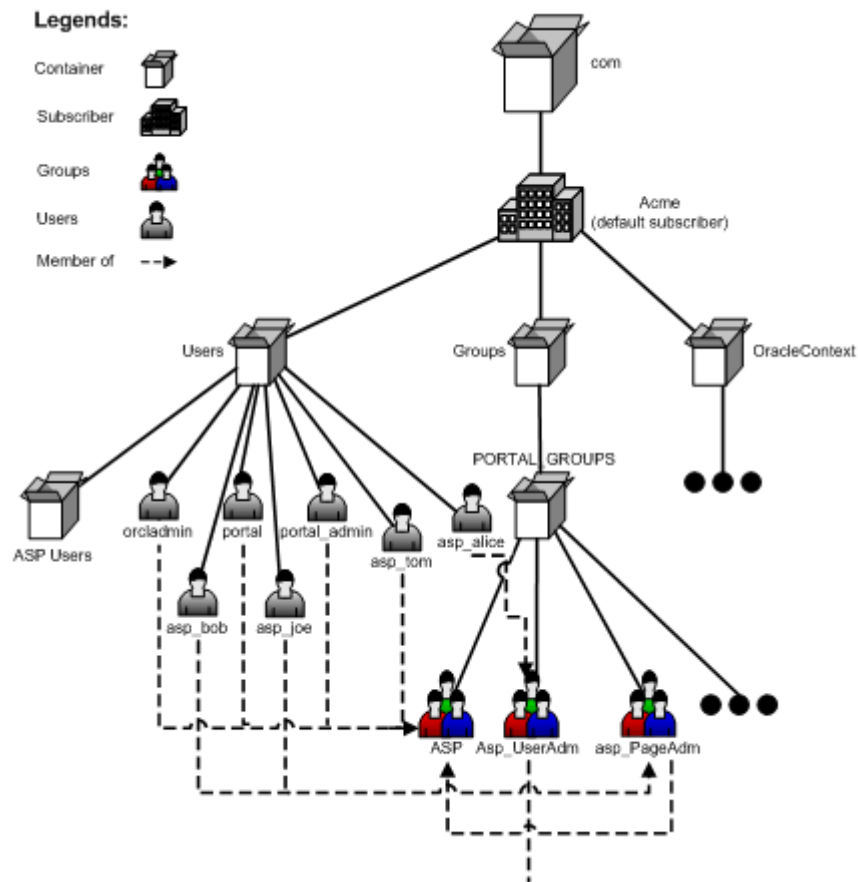 Legends:
Container
Subscriber
Groups
Users
Member of
com
Acme
(default subscriber)
Users
Groups
OracleContext
PORTAL_GROUPS
ASP Users
orcladmin
portal
portal_admin
asp_tom
asp_alice
asp_bob
asp_joe
ASP
Asp_UserAdm
asp_PageAdm